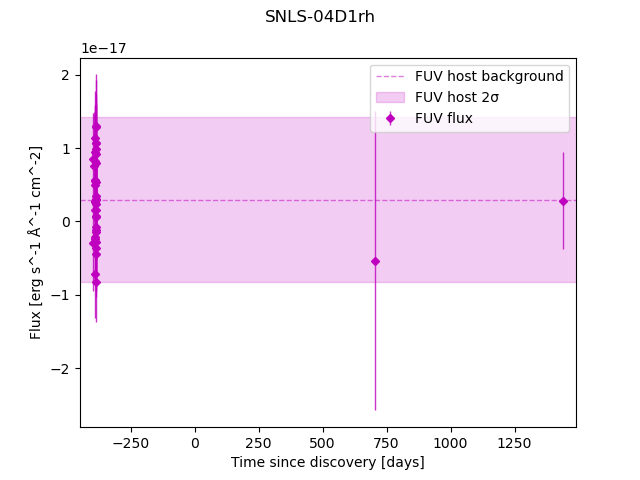 SNLS-04D1rh
1e−17
FUV host background
FUV host 2σ
FUV flux
2
1
0
−1
−2
Flux [erg s^-1 Å^-1 cm^-2]
−250
0
250
500
750
1000
1250
Time since discovery [days]